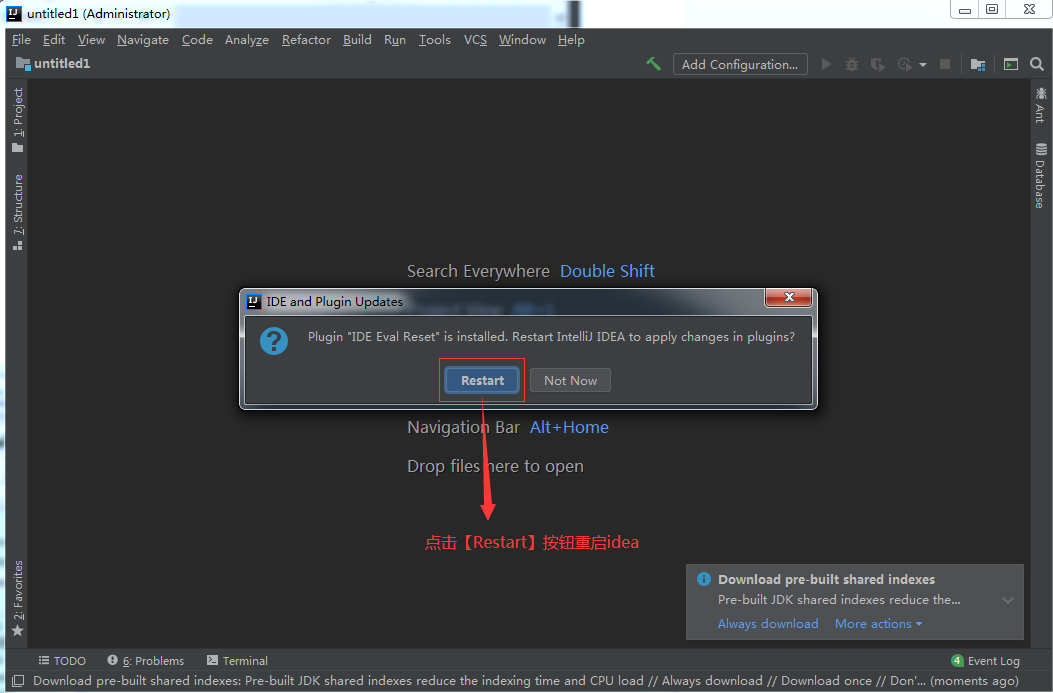 untitled1 (Administrator)
File Edit View Navigate Code Analyze Refactor Build Run Tools VCS Window Help
untitled1
Add Configuration...
1: Project
7: Structure
2: Favorites
Ant
Database
Search Everywhere Double Shift
IDE and Plugin Updates
Plugin "IDE Eval Reset" is installed. Restart IntelliJ IDEA to apply changes in plugins?
Restart Not Now
Navigation Bar Alt+Home
Drop files here to open
点击【Restart】按钮重启idea
Download pre-built shared indexes
Pre-built JDK shared indexes reduce the...
Always download More actions
TODO 6: Problems Terminal 4 Event Log
Download pre-built shared indexes: Pre-built JDK shared indexes reduce the indexing time and CPU load // Always download // Download once // Don'... (moments ago)